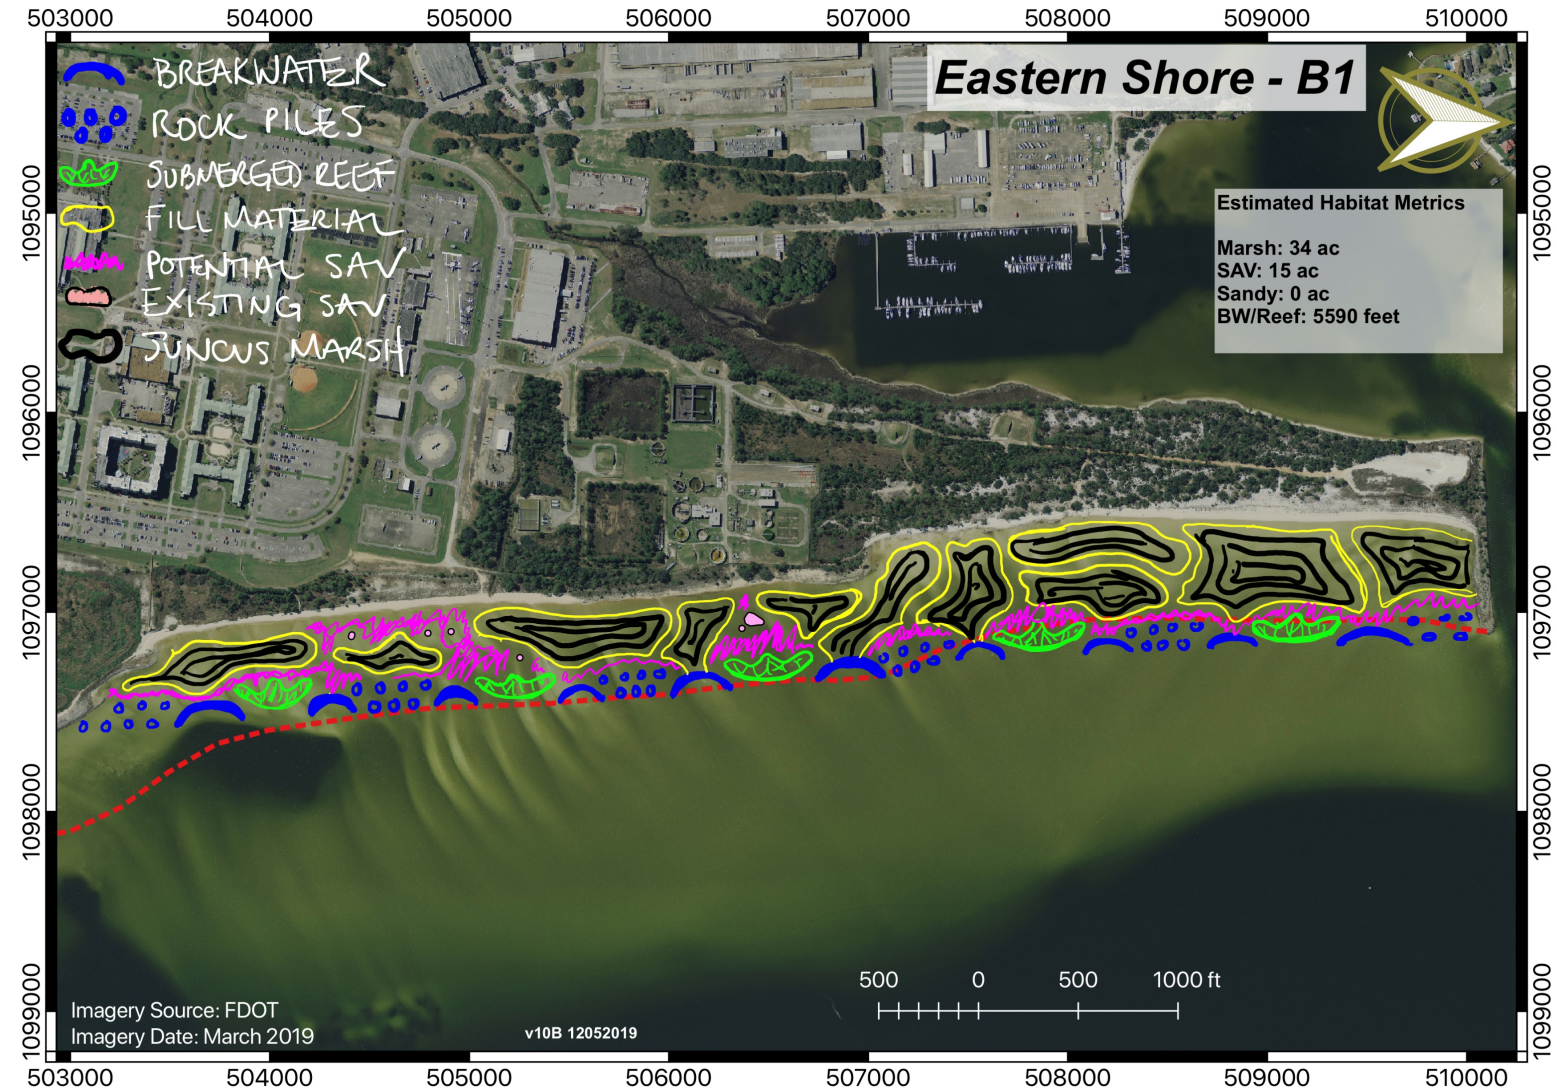 503000 504000 505000 506000 507000 508000 509000 510000
BREAKWATER
ROCK PILES
SUBMERGED REEF
FILL MATERIAL
POTENTIAL SAV
EXISTING SAV
JUNCUS MARSH
Eastern Shore - B1
Estimated Habitat Metrics
Marsh: 34 ac
SAV: 15 ac
Sandy: 0 ac
BW/Reef: 5590 feet
1095000
1096000
1097000
1098000
1099000
1095000
1096000
1097000
1098000
1099000
500 0 500 1000 ft
Imagery Source: FDOT
Imagery Date: March 2019
v10B 12052019
503000 504000 505000 506000 507000 508000 509000 510000